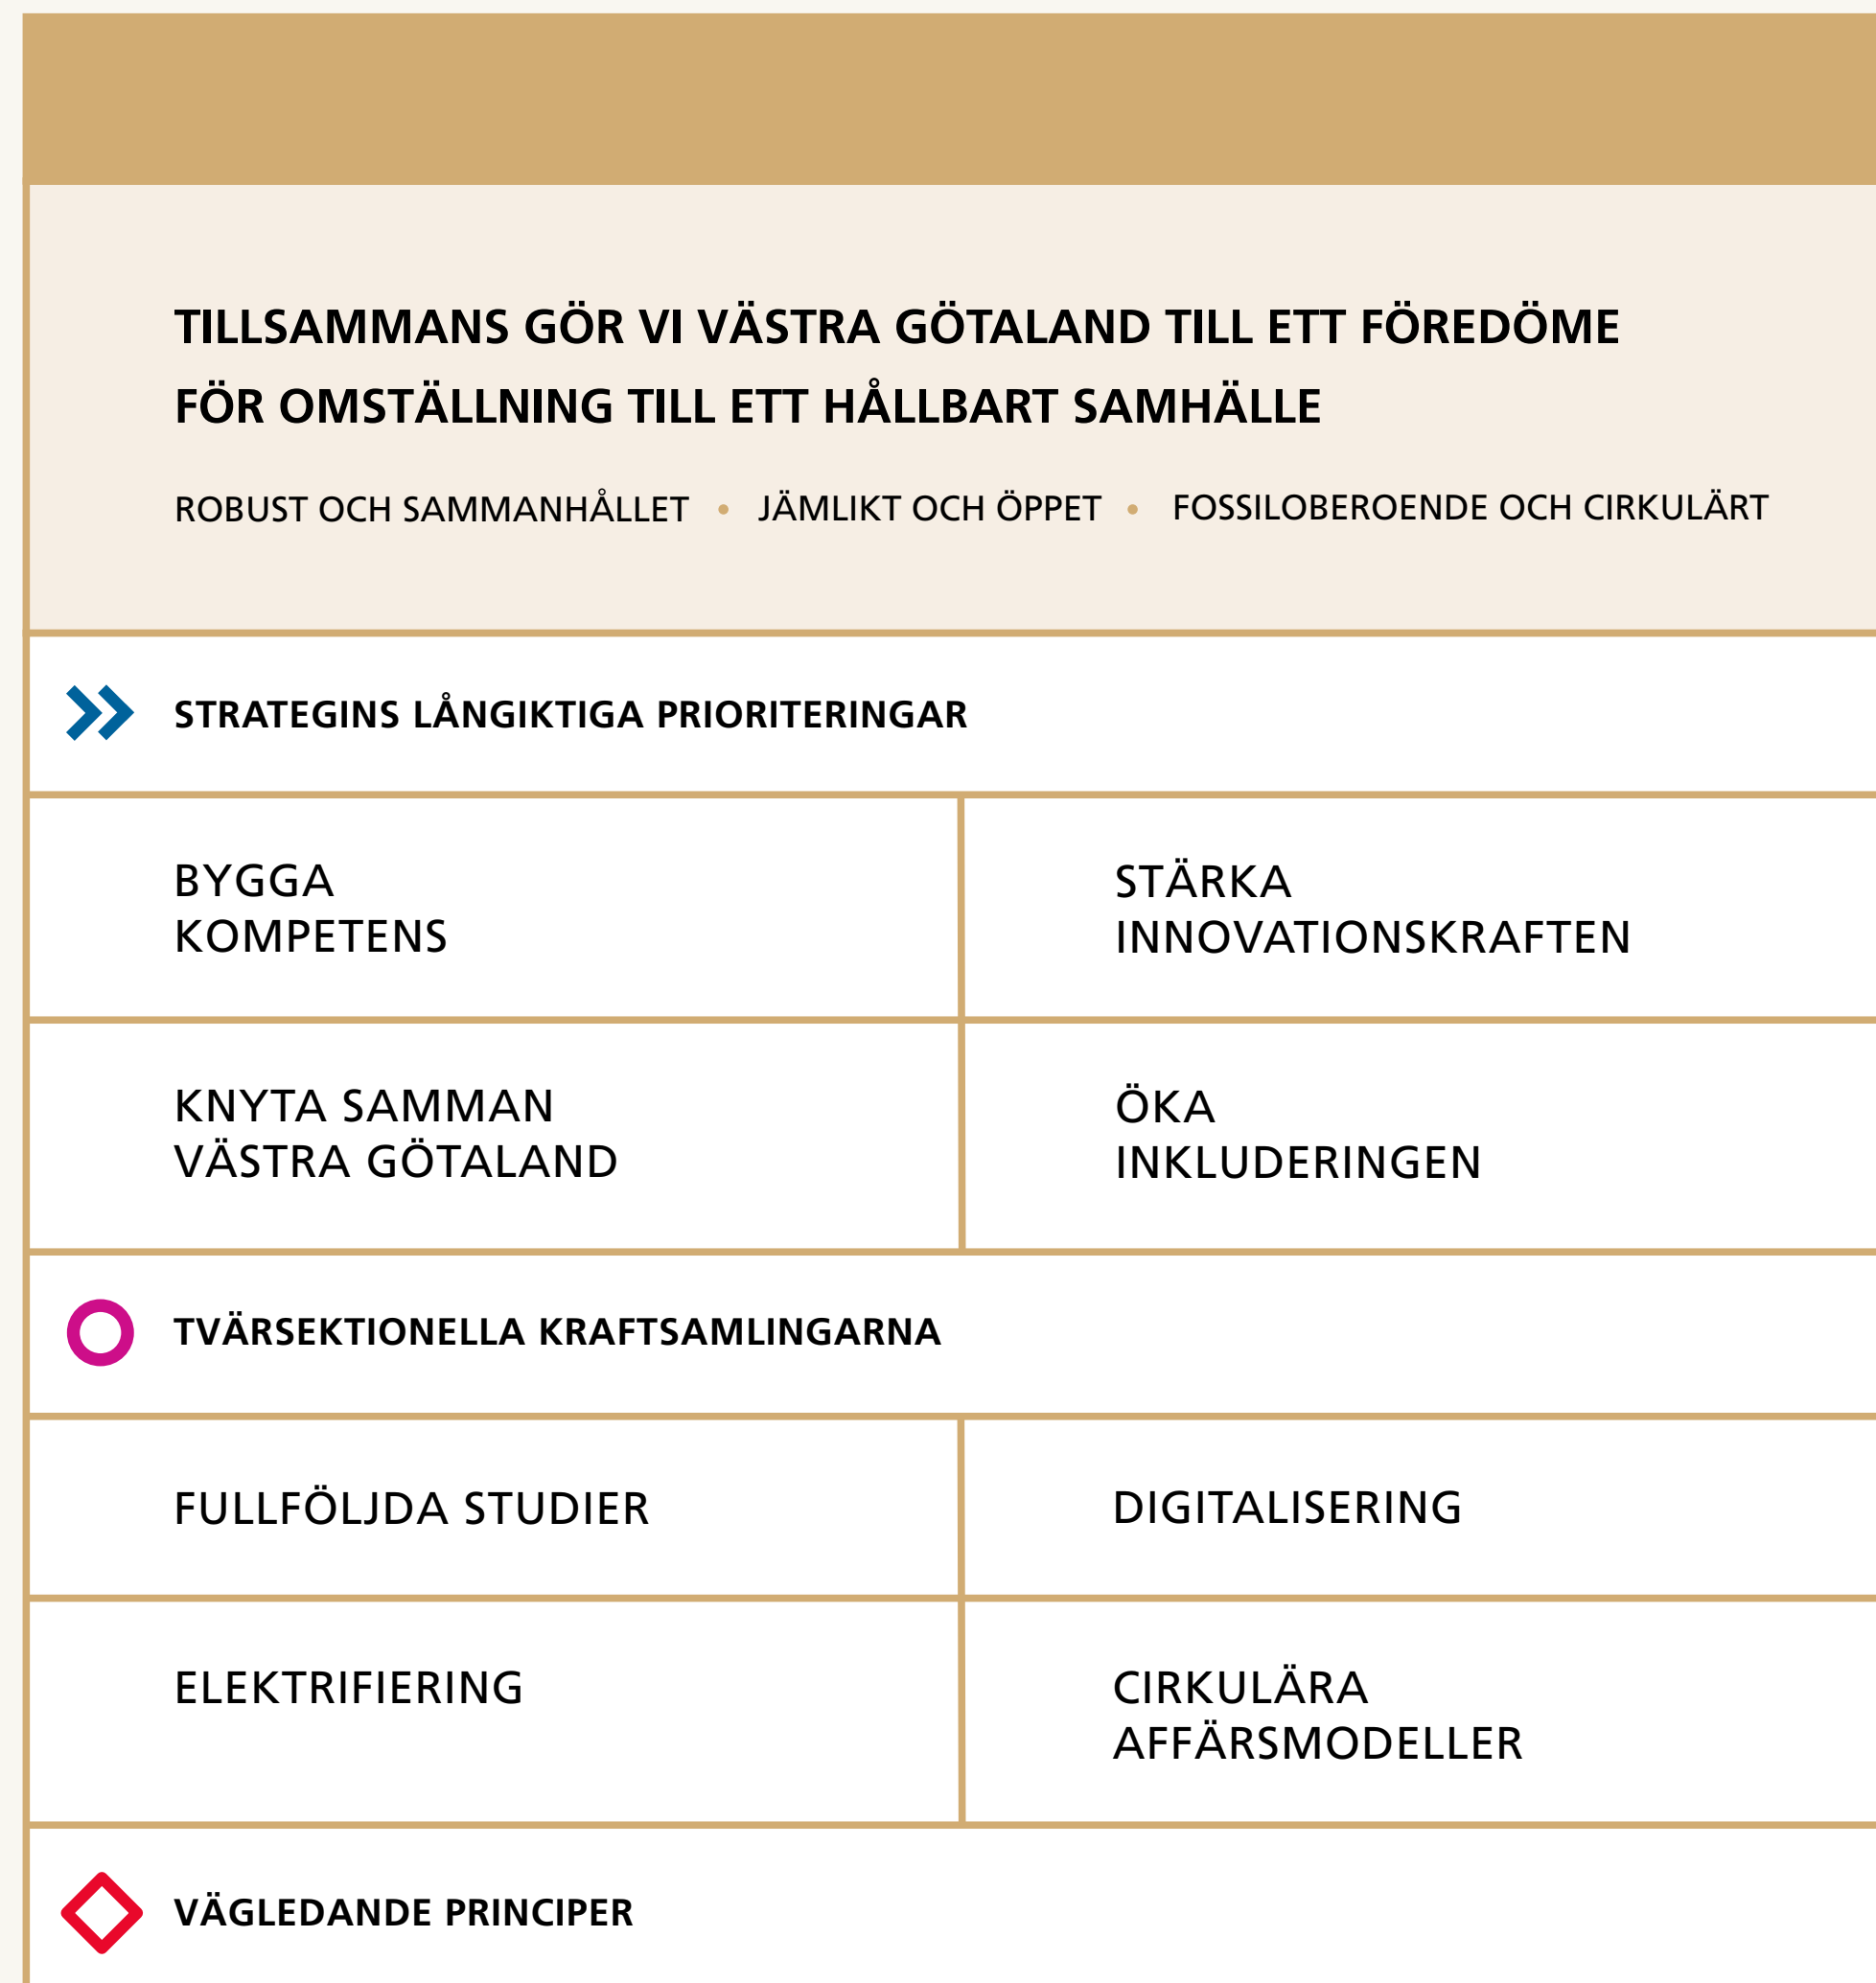 TILLSAMMANS GÖR VI VÄSTRA GÖTALAND TILL ETT FÖREDÖME
FÖR OMSTÄLLNING TILL ETT HÅLLBART SAMHÄLLE
ROBUST OCH SAMMANHÅLLET • JÄMLIKT OCH ÖPPET • FOSSILOBEROENDE OCH CIRKULÄRT
STRATEGINS LÅNGIKTIGA PRIORITERINGAR
BYGGA
KOMPETENS
STÄRKA
INNOVATIONSKRAFTEN
KNYTA SAMMAN
VÄSTRA GÖTALAND
ÖKA
INKLUDERINGEN
TVÄRSEKTIONELLA KRAFTSAMLINGARNA
FULLFÖLJDA STUDIER
DIGITALISERING
ELEKTRIFIERING
CIRKULÄRA
AFFÄRSMODELLER
VÄGLEDANDE PRINCIPER